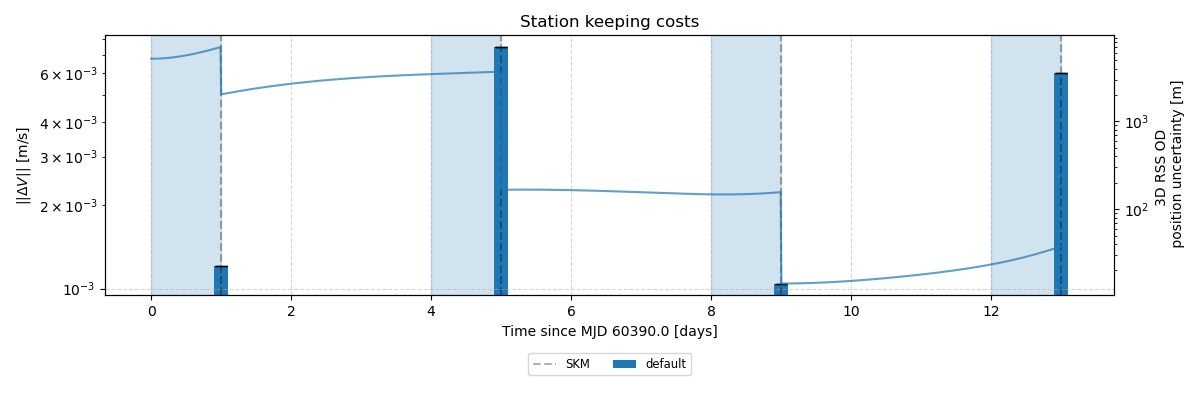 Station keeping costs
||ΔV|| [m/s]
6 × 10⁻³
4 × 10⁻³
3 × 10⁻³
2 × 10⁻³
10⁻³
10³
10²
3D RSS OD
position uncertainty [m]
0 2 4 6 8 10 12
Time since MJD 60390.0 [days]
SKM default